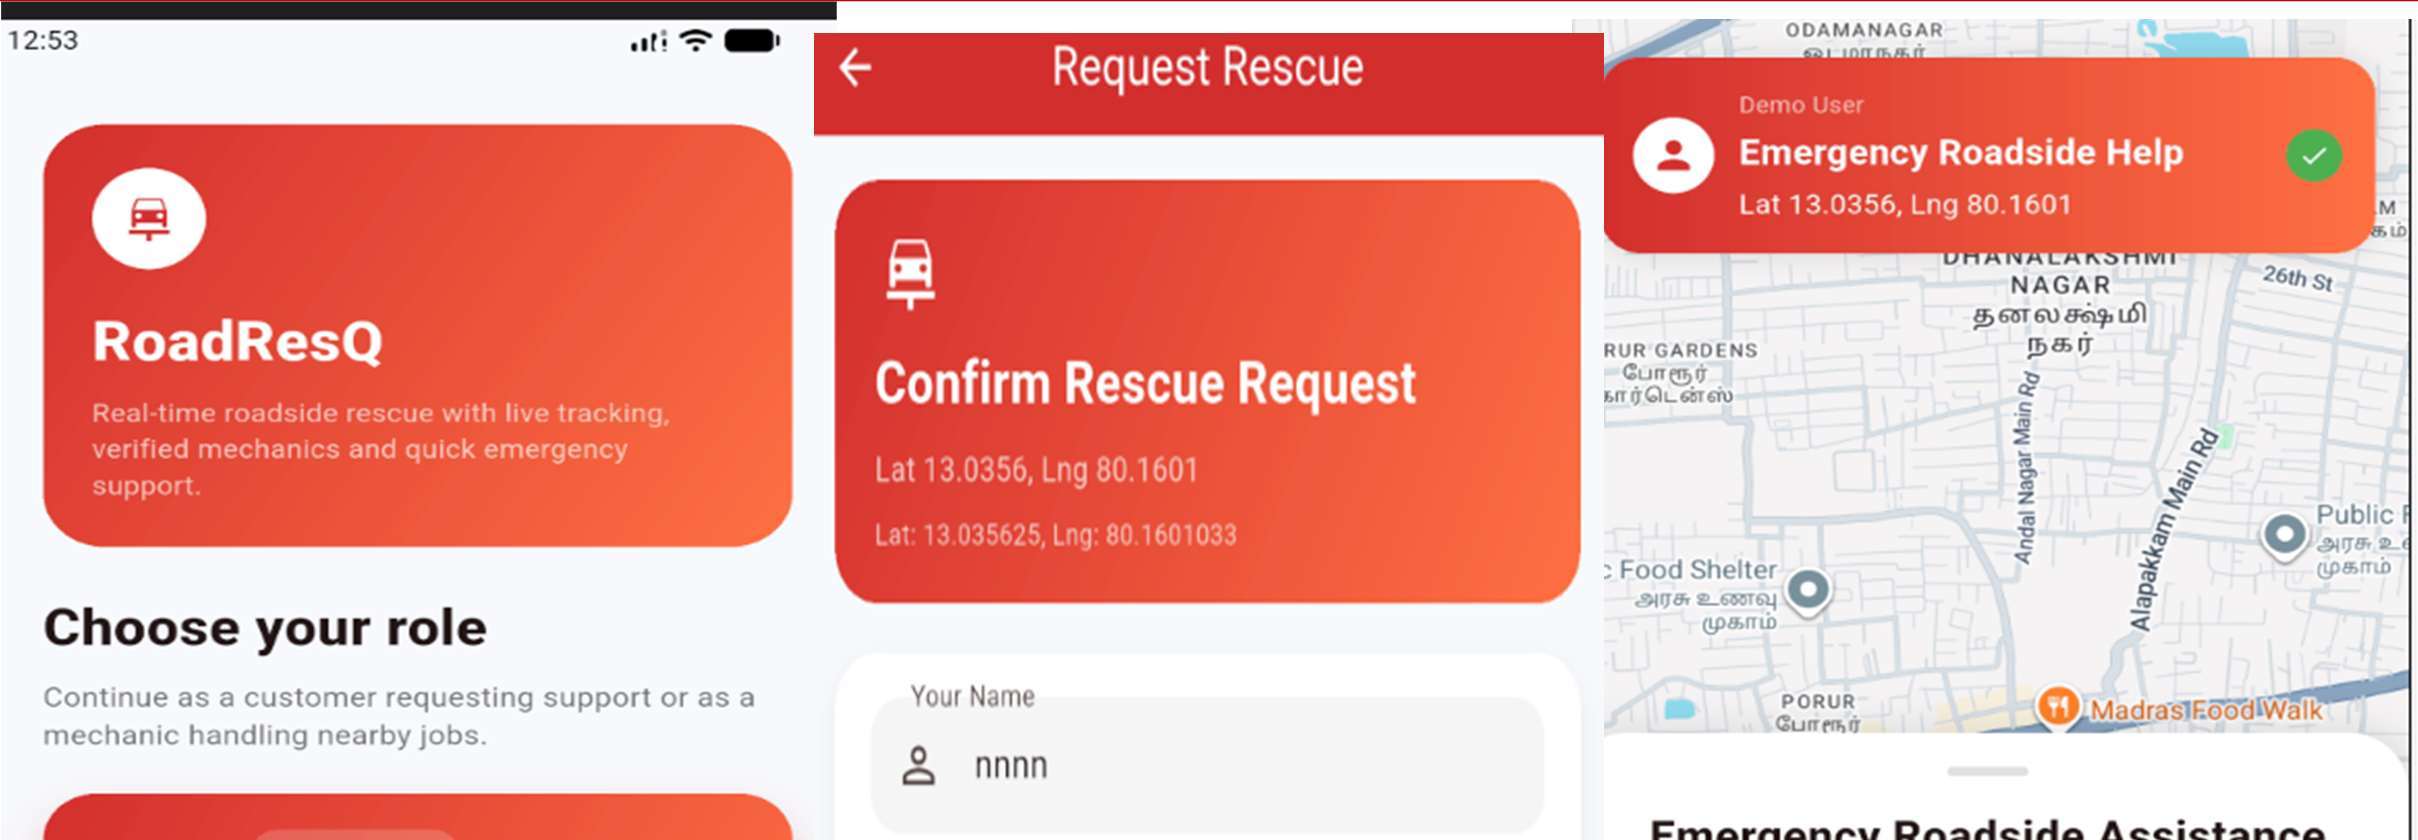 12:53
RoadResQ
Real-time roadside rescue with live tracking,
verified mechanics and quick emergency
support.
Choose your role
Continue as a customer requesting support or as a
mechanic handling nearby jobs.
Request Rescue
Confirm Rescue Request
Lat 13.0356, Lng 80.1601
Lat: 13.035625, Lng: 80.1601033
Your Name
nnnn
ODAMANAGAR
Demo User
Emergency Roadside Help
Lat 13.0356, Lng 80.1601
DHANALAKSHMI
NAGAR
தனலக்ஷ்மி
நகர்
26th St
RUR GARDENS
போரூர்
கார்டென்ஸ்
Andal Nagar Main Rd
Alapakkam Main Rd
Public
அரசு
முகாம்
Food Shelter
அரசு உணவு
முகாம்
PORUR
போரூர்
Madras Food Walk
Emergency Roadside Assistance